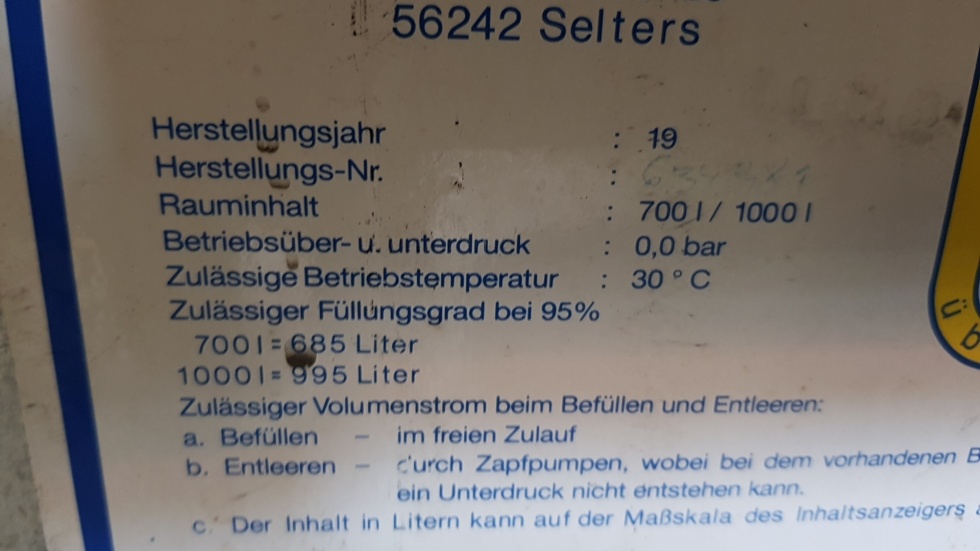 56242 Selters
Herstellungsjahr : 19
Herstellungs-Nr. :
Rauminhalt : 700 l / 1000 l
Betriebsüber- u. unterdruck : 0,0 bar
Zulässige Betriebstemperatur : 30 ° C
Zulässiger Füllungsgrad bei 95%
700 l = 685 Liter
1000 l = 995 Liter
Zulässiger Volumenstrom beim Befüllen und Entleeren:
a. Befüllen – im freien Zulauf
b. Entleeren – durch Zapfpumpen, wobei bei dem vorhandenen
ein Unterdruck nicht entstehen kann.
c. Der Inhalt in Litern kann auf der Maßskala des Inhaltsanzeigers